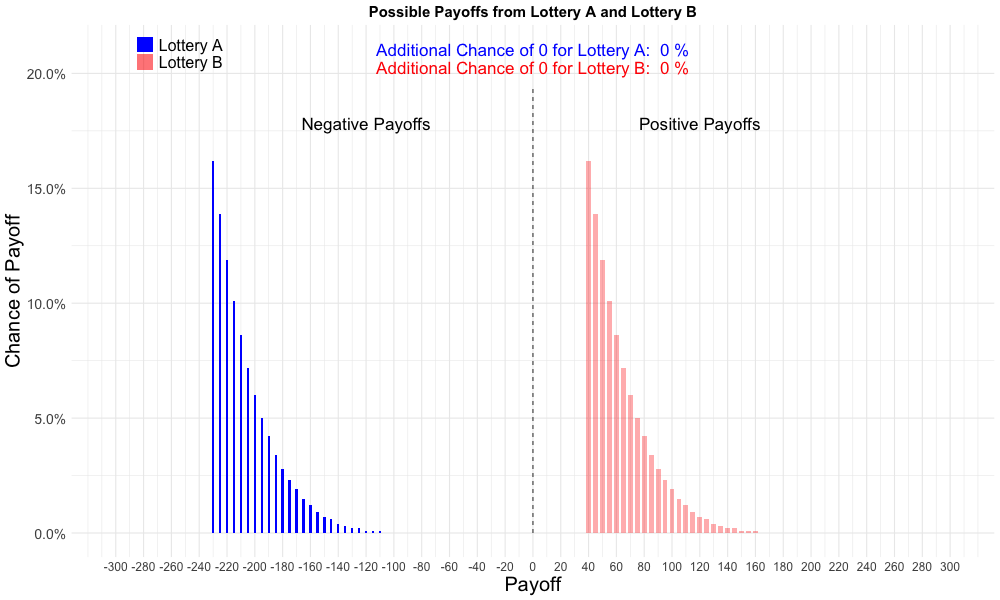 Possible Payoffs from Lottery A and Lottery B
Lottery A
Lottery B
Additional Chance of 0 for Lottery A:  0 %
Additional Chance of 0 for Lottery B:  0 %
Negative Payoffs
Positive Payoffs
Chance of Payoff
20.0%
15.0%
10.0%
5.0%
0.0%
-300 -280 -260 -240 -220 -200 -180 -160 -140 -120 -100 -80 -60 -40 -20 0 20 40 60 80 100 120 140 160 180 200 220 240 260 280 300
Payoff